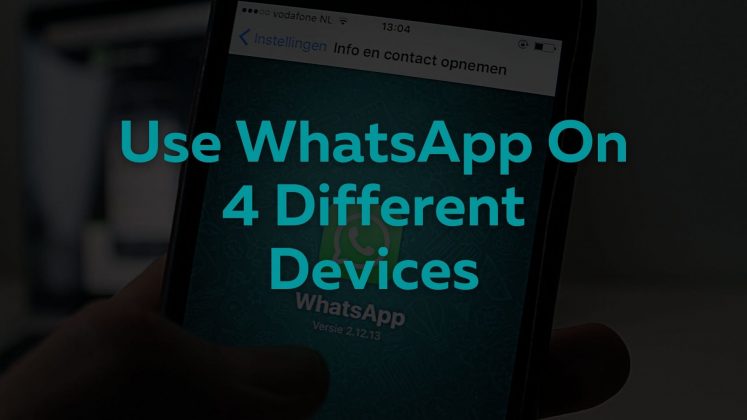 vodafone NL
13:04
Instellingen Info en contact opnemen
Use WhatsApp On
4 Different
Devices
WhatsApp
Versie 2.12.13